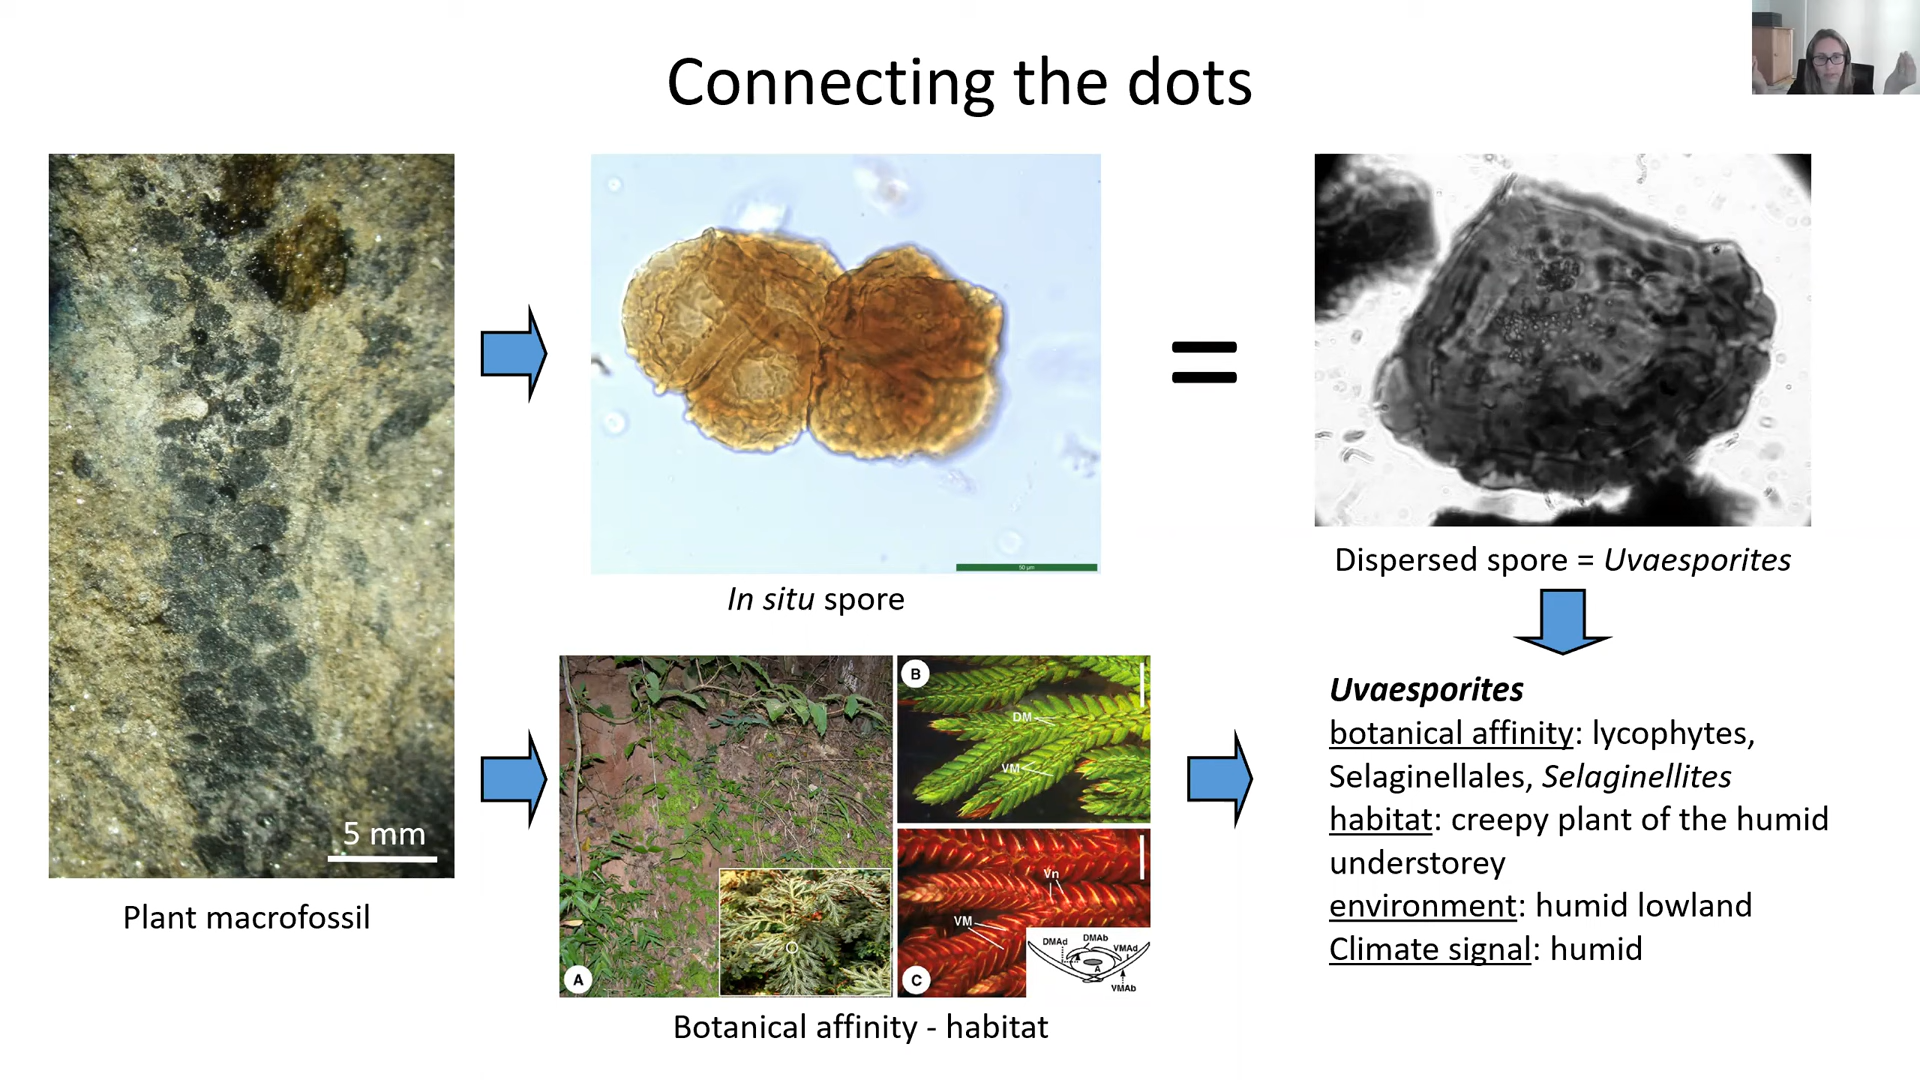 Connecting the dots
5 mm
Plant macrofossil
50 µm
In situ spore
Dispersed spore = Uvaesporites
A
B
DM
VM
C
Vn
VM
DMAd
DMAb
VMAd
A
VMAb
Botanical affinity - habitat
Uvaesporites
botanical affinity: lycophytes,
Selaginellales, Selaginellites
habitat: creepy plant of the humid
understorey
environment: humid lowland
Climate signal: humid